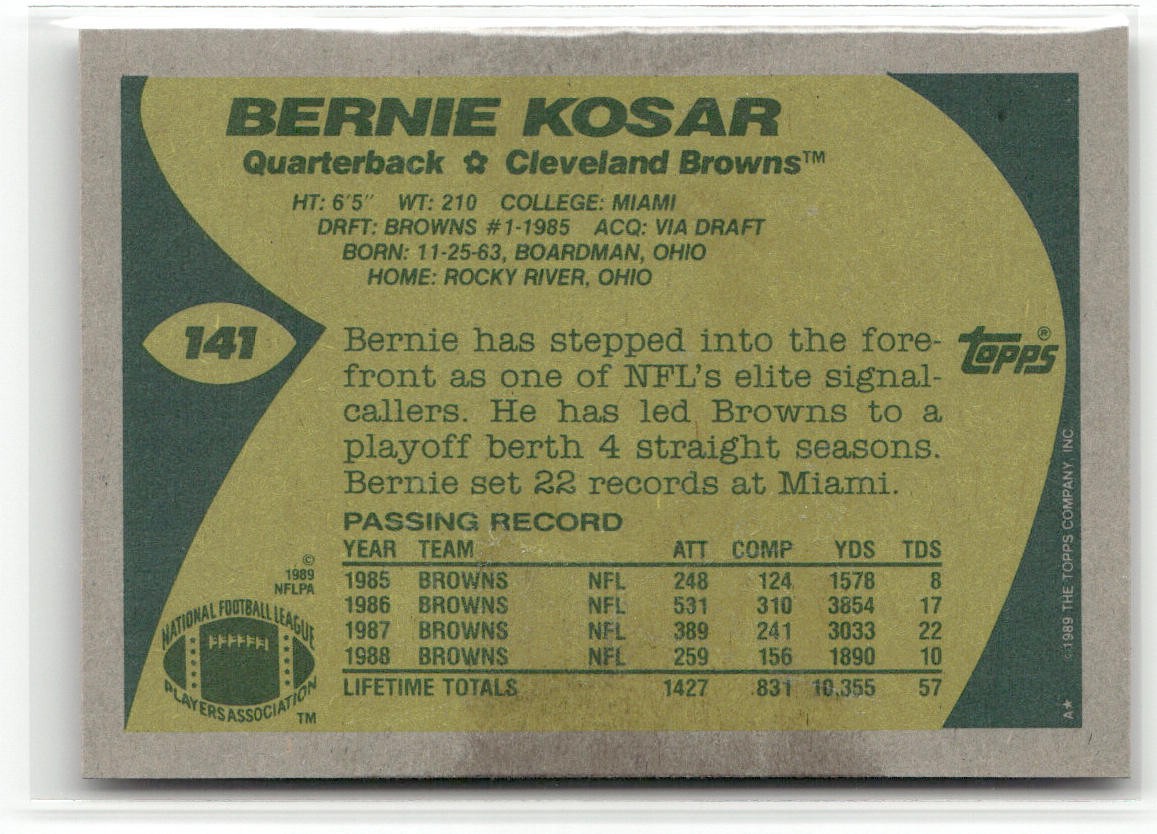 BERNIE KOSAR
Quarterback ✿ Cleveland Browns™
HT: 6'5" WT: 210 COLLEGE: MIAMI
DRFT: BROWNS #1-1985 ACQ: VIA DRAFT
BORN: 11-25-63, BOARDMAN, OHIO
HOME: ROCKY RIVER, OHIO
141
Bernie has stepped into the fore-
front as one of NFL's elite signal-
callers. He has led Browns to a
playoff berth 4 straight seasons.
Bernie set 22 records at Miami.
topps®
PASSING RECORD
YEAR TEAM ATT COMP YDS TDS
1985 BROWNS NFL 248 124 1578 8
1986 BROWNS NFL 531 310 3854 17
1987 BROWNS NFL 389 241 3033 22
1988 BROWNS NFL 259 156 1890 10
LIFETIME TOTALS 1427 831 10,355 57
©
1989
NFLPA
NATIONAL FOOTBALL LEAGUE
PLAYERS ASSOCIATION
TM
©1989 THE TOPPS COMPANY, INC
A★